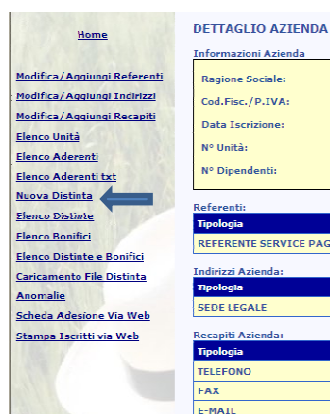 Home
Modifica/Aggiungi Referenti
Modifica/Aggiungi Indirizzi
Modifica/Aggiungi Recapiti
Elenco Unità
Elenco Aderenti
Elenco Aderenti txt
Nuova Distinta
Elenco Distinte
Elenco Bonifici
Elenco Distinte e Bonifici
Caricamento File Distinta
Anomalie
Scheda Adesione Via Web
Stampa Iscritti via Web
DETTAGLIO AZIENDA
Informazioni Azienda
Ragione Sociale:
Cod.Fisc./P.IVA:
Data Iscrizione:
N° Unità:
N° Dipendenti:
Referenti:
Tipologia
REFERENTE SERVICE PAG
Indirizzi Azienda:
Tipologia
SEDE LEGALE
Recapiti Azienda:
Tipologia
TELEFONO
FAX
E-MAIL